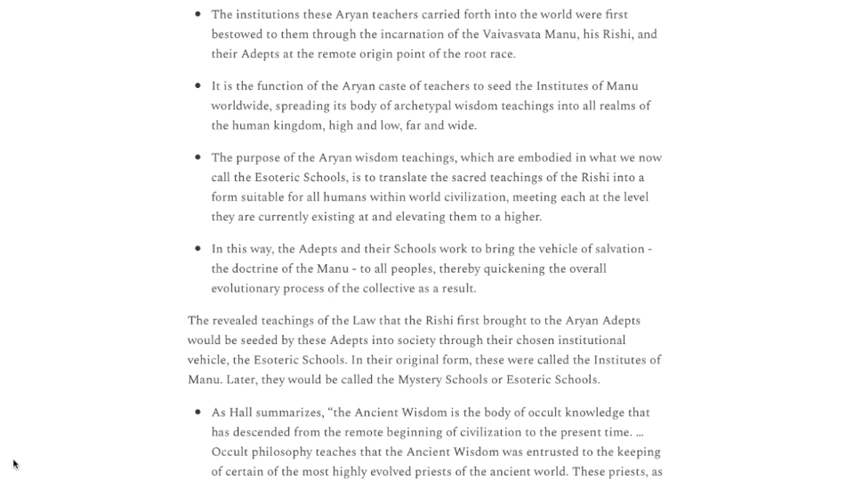 The institutions these Aryan teachers carried forth into the world were first
bestowed to them through the incarnation of the Vaivasvata Manu, his Rishi, and
their Adepts at the remote origin point of the root race.
It is the function of the Aryan caste of teachers to seed the Institutes of Manu
worldwide, spreading its body of archetypal wisdom teachings into all realms of
the human kingdom, high and low, far and wide.
The purpose of the Aryan wisdom teachings, which are embodied in what we now
call the Esoteric Schools, is to translate the sacred teachings of the Rishi into a
form suitable for all humans within world civilization, meeting each at the level
they are currently existing at and elevating them to a higher.
In this way, the Adepts and their Schools work to bring the vehicle of salvation -
the doctrine of the Manu - to all peoples, thereby quickening the overall
evolutionary process of the collective as a result.
The revealed teachings of the Law that the Rishi first brought to the Aryan Adepts
would be seeded by these Adepts into society through their chosen institutional
vehicle, the Esoteric Schools. In their original form, these were called the Institutes of
Manu. Later, they would be called the Mystery Schools or Esoteric Schools.
As Hall summarizes, “the Ancient Wisdom is the body of occult knowledge that
has descended from the remote beginning of civilization to the present time. …
Occult philosophy teaches that the Ancient Wisdom was entrusted to the keeping
of certain of the most highly evolved priests of the ancient world. These priests, as